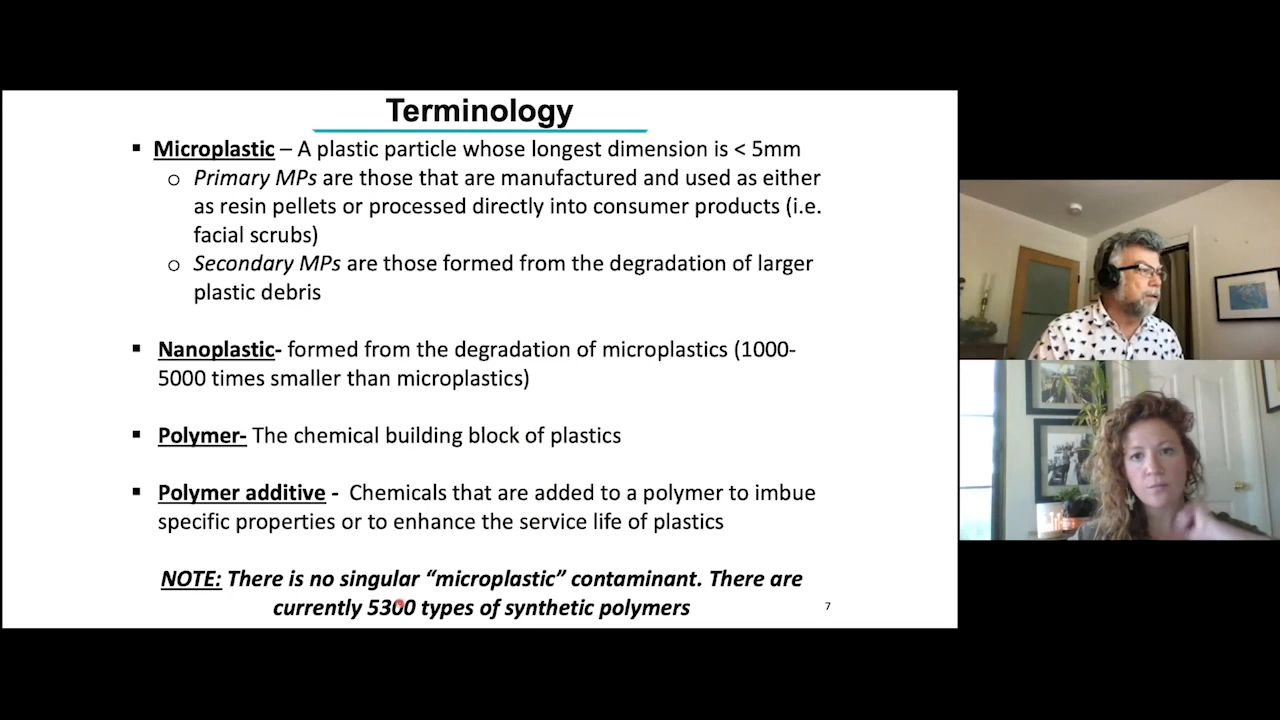 Terminology
▪ Microplastic – A plastic particle whose longest dimension is < 5mm
o Primary MPs are those that are manufactured and used as either
as resin pellets or processed directly into consumer products (i.e.
facial scrubs)
o Secondary MPs are those formed from the degradation of larger
plastic debris
▪ Nanoplastic- formed from the degradation of microplastics (1000-
5000 times smaller than microplastics)
▪ Polymer- The chemical building block of plastics
▪ Polymer additive - Chemicals that are added to a polymer to imbue
specific properties or to enhance the service life of plastics
NOTE: There is no singular “microplastic” contaminant. There are
currently 5300 types of synthetic polymers
7